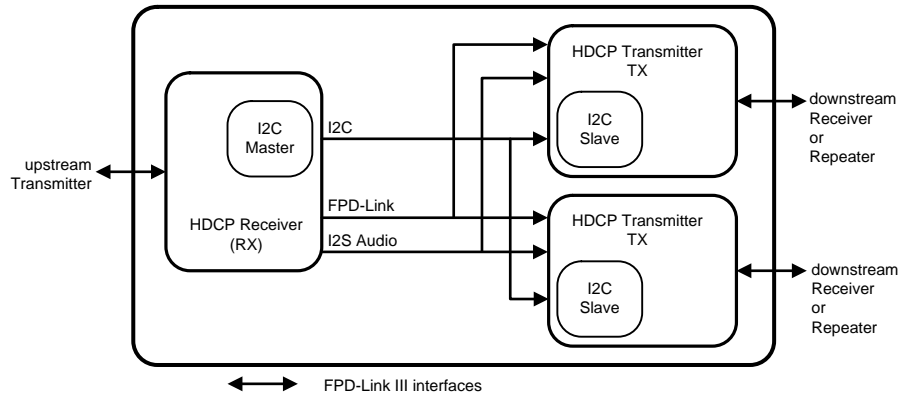 upstream
Transmitter
I2C
Master
HDCP Receiver
(RX)
I2C
FPD-Link
I2S Audio
HDCP Transmitter
TX
I2C
Slave
downstream
Receiver
or
Repeater
HDCP Transmitter
TX
I2C
Slave
downstream
Receiver
or
Repeater
FPD-Link III interfaces